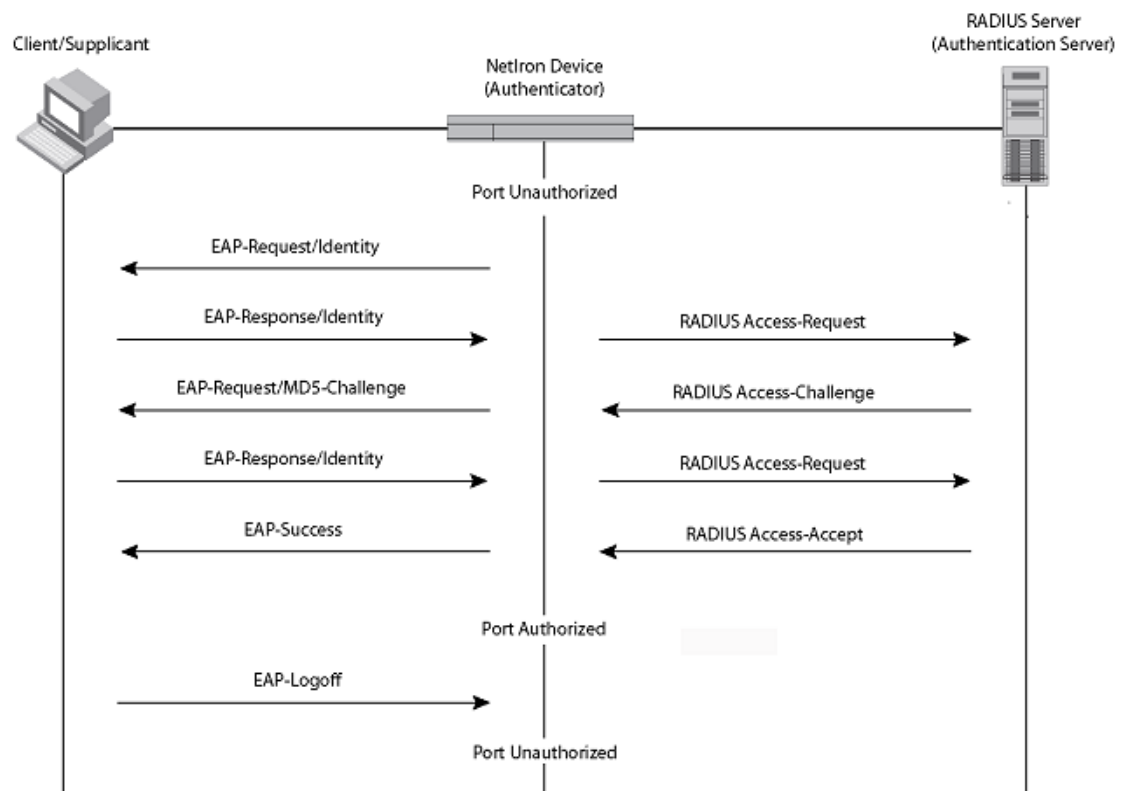 RADIUS Server
(Authentication Server)
Client/Supplicant
NetIron Device
(Authenticator)
Port Unauthorized
EAP-Request/Identity
EAP-Response/Identity
RADIUS Access-Request
EAP-Request/MD5-Challenge
RADIUS Access-Challenge
EAP-Response/Identity
RADIUS Access-Request
EAP-Success
RADIUS Access-Accept
Port Authorized
EAP-Logoff
Port Unauthorized